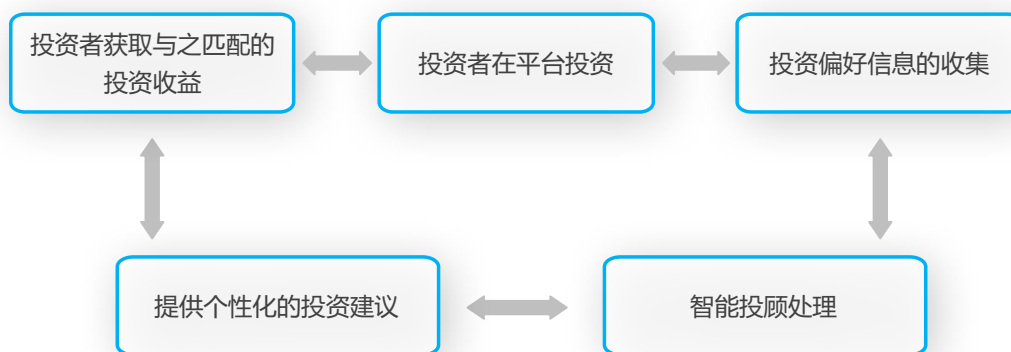 投资者获取与之匹配的
投资收益
投资者在平台投资
投资偏好信息的收集
提供个性化的投资建议
智能投顾处理